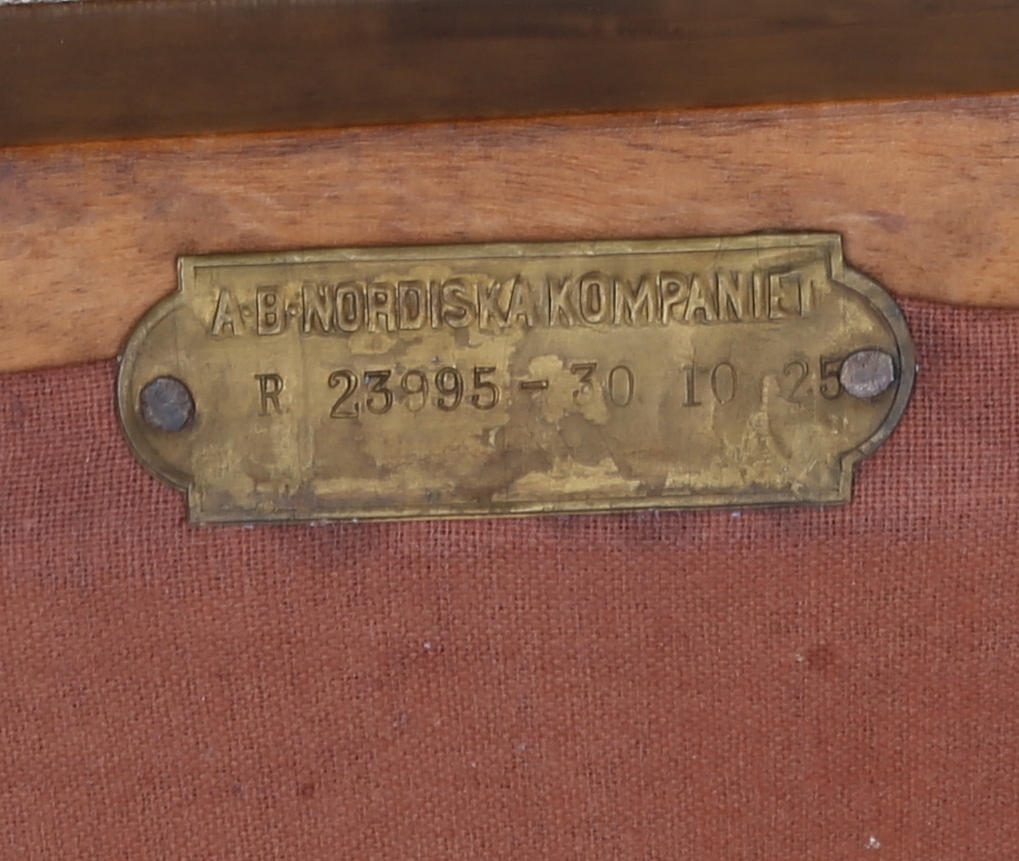 A·B·NORDISKA KOMPANIET
R 23995 - 30 10 25